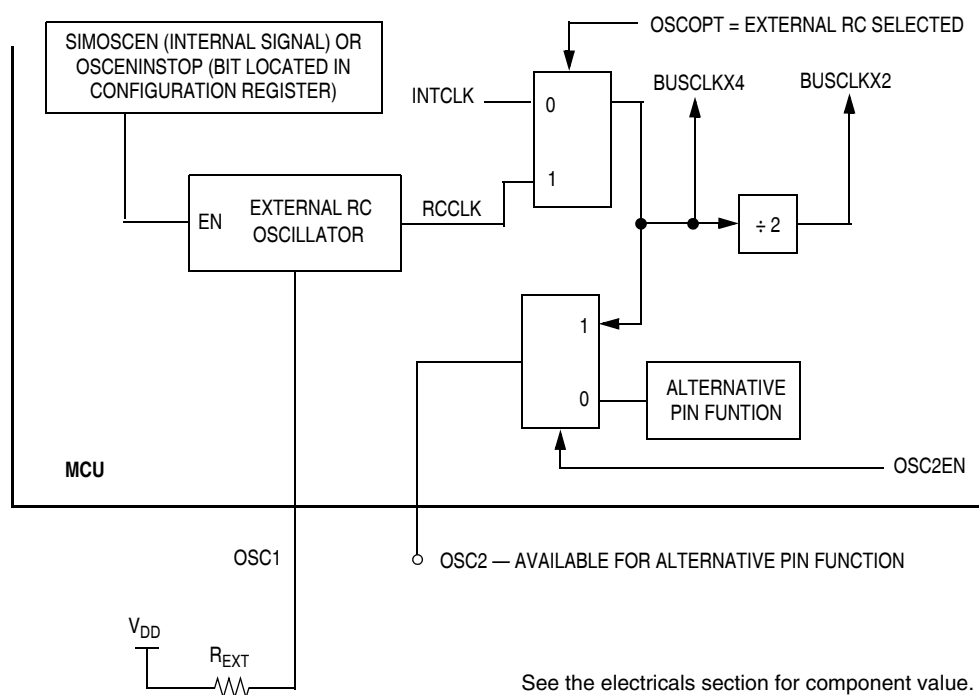 OSCOPT = EXTERNAL RC SELECTED
SIMOSCEN (INTERNAL SIGNAL) OR
OSCENINSTOP (BIT LOCATED IN
CONFIGURATION REGISTER)
INTCLK
0
1
BUSCLKX4
BUSCLKX2
EN
EXTERNAL RC
OSCILLATOR
RCCLK
÷ 2
1
0
ALTERNATIVE
PIN FUNTION
MCU
OSC2EN
OSC1
OSC2 — AVAILABLE FOR ALTERNATIVE PIN FUNCTION
VDD
REXT
See the electricals section for component value.